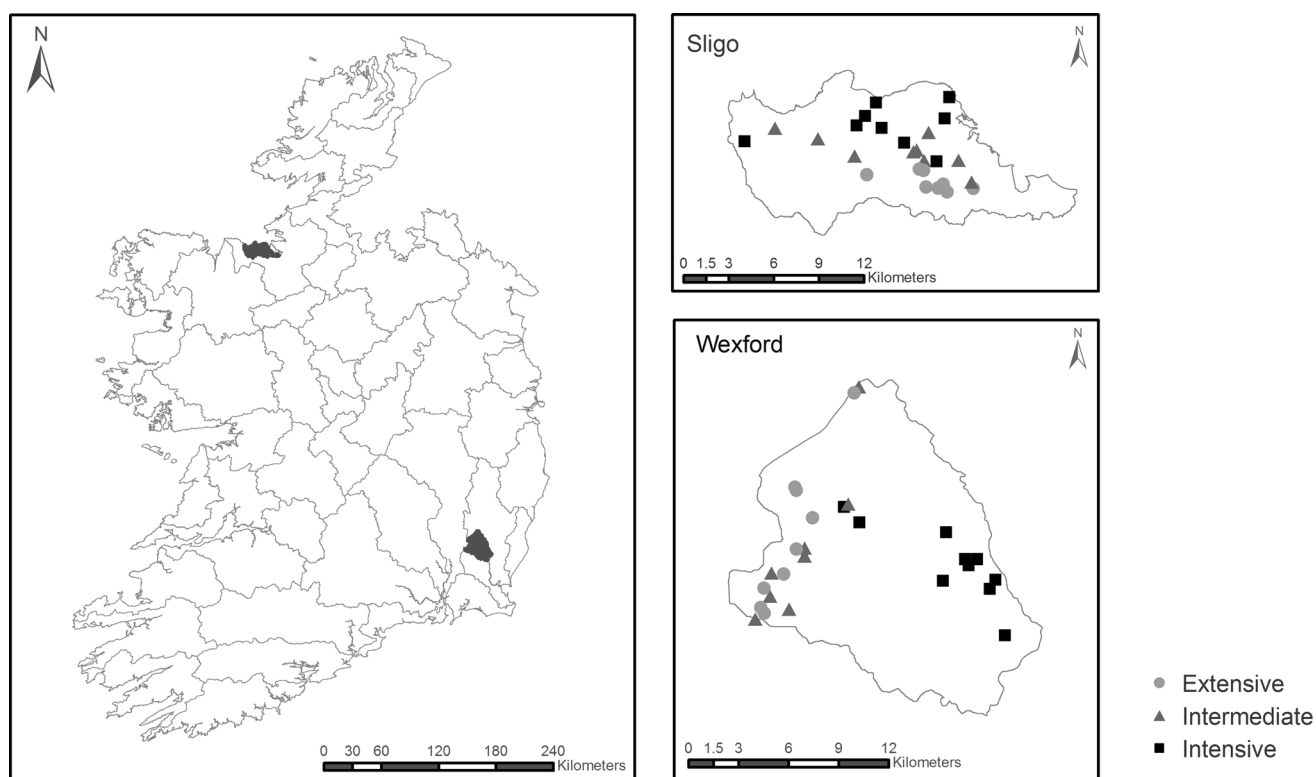 N
0 30 60 120 180 240
Kilometers
Sligo
N
0 1.5 3 6 9 12
Kilometers
Wexford
N
0 1.5 3 6 9 12
Kilometers
Extensive
Intermediate
Intensive